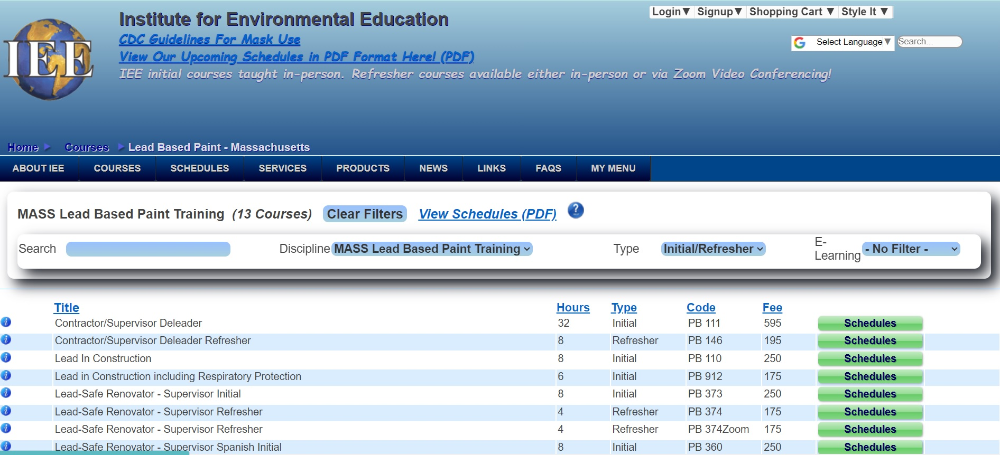 Institute for Environmental Education
Login▼ Signup▼ Shopping Cart ▼ Style It ▼
IEE
CDC Guidelines For Mask Use
Select Language▼ Search...
View Our Upcoming Schedules in PDF Format Here! (PDF)
IEE initial courses taught in-person. Refresher courses available either in-person or via Zoom Video Conferencing!
Home Courses Lead Based Paint - Massachusetts
ABOUT IEE COURSES SCHEDULES SERVICES PRODUCTS NEWS LINKS FAQS MY MENU
MASS Lead Based Paint Training (13 Courses) Clear Filters View Schedules (PDF) ?
Search Discipline MASS Lead Based Paint Training Type Initial/Refresher E-Learning - No Filter -
Title Hours Type Code Fee
Contractor/Supervisor Deleader 32 Initial PB 111 595 Schedules
Contractor/Supervisor Deleader Refresher 8 Refresher PB 146 195 Schedules
Lead In Construction 8 Initial PB 110 250 Schedules
Lead in Construction including Respiratory Protection 6 Initial PB 912 175 Schedules
Lead-Safe Renovator - Supervisor Initial 8 Initial PB 373 250 Schedules
Lead-Safe Renovator - Supervisor Refresher 4 Refresher PB 374 175 Schedules
Lead-Safe Renovator - Supervisor Refresher 4 Refresher PB 374Zoom 175 Schedules
Lead-Safe Renovator - Supervisor Spanish Initial 8 Initial PB 360 250 Schedules